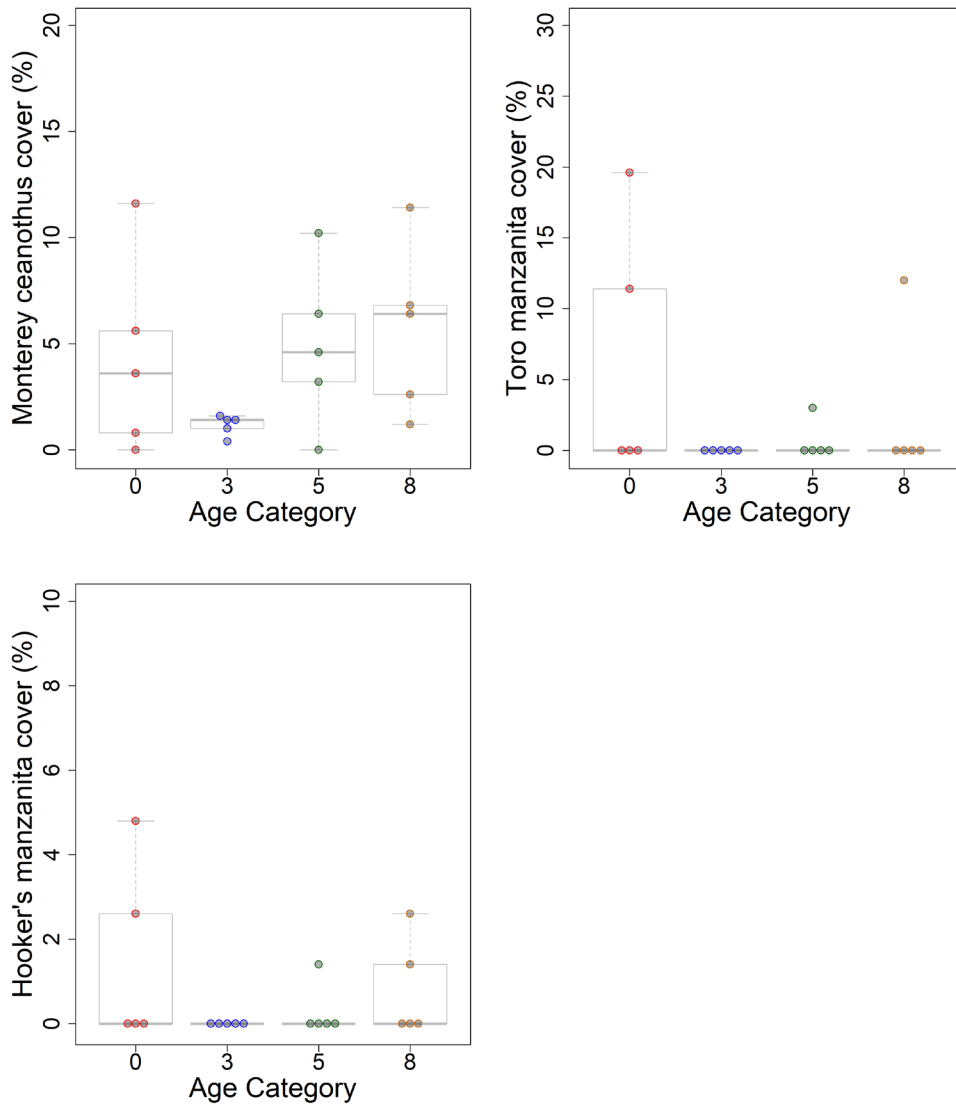 Monterey ceanothus cover (%)
20
15
10
5
0
0 3 5 8
Age Category
Toro manzanita cover (%)
30
25
20
15
10
5
0
0 3 5 8
Age Category
Hooker's manzanita cover (%)
10
8
6
4
2
0
0 3 5 8
Age Category